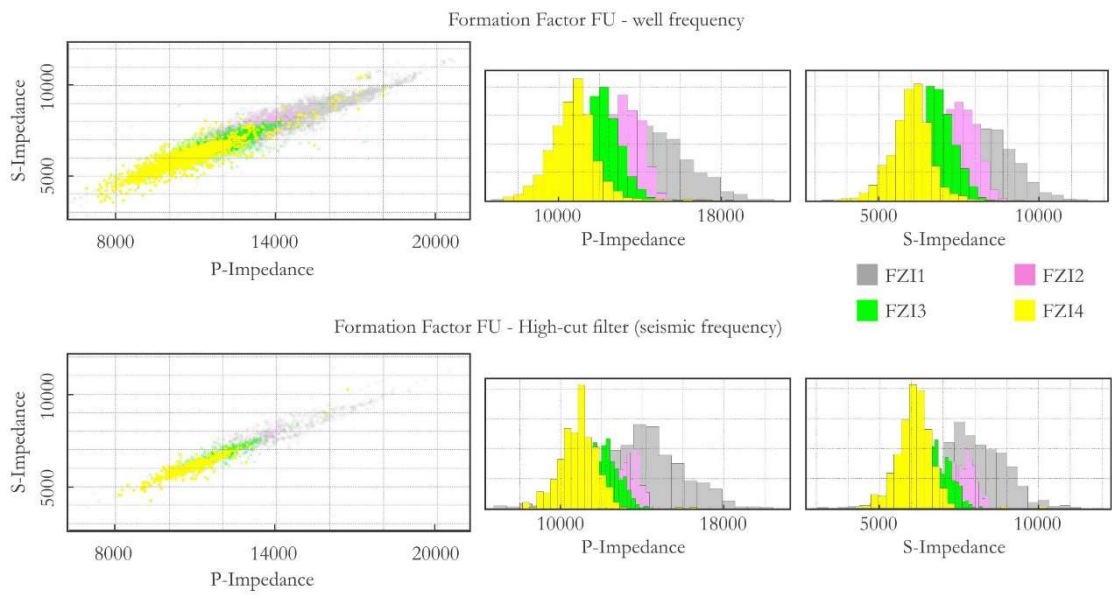 Formation Factor FU - well frequency
S-Impedance
10000
5000
8000 14000 20000
P-Impedance
10000 18000
P-Impedance
5000 10000
S-Impedance
FZI1 FZI2
FZI3 FZI4
Formation Factor FU - High-cut filter (seismic frequency)
S-Impedance
10000
5000
8000 14000 20000
P-Impedance
10000 18000
P-Impedance
5000 10000
S-Impedance